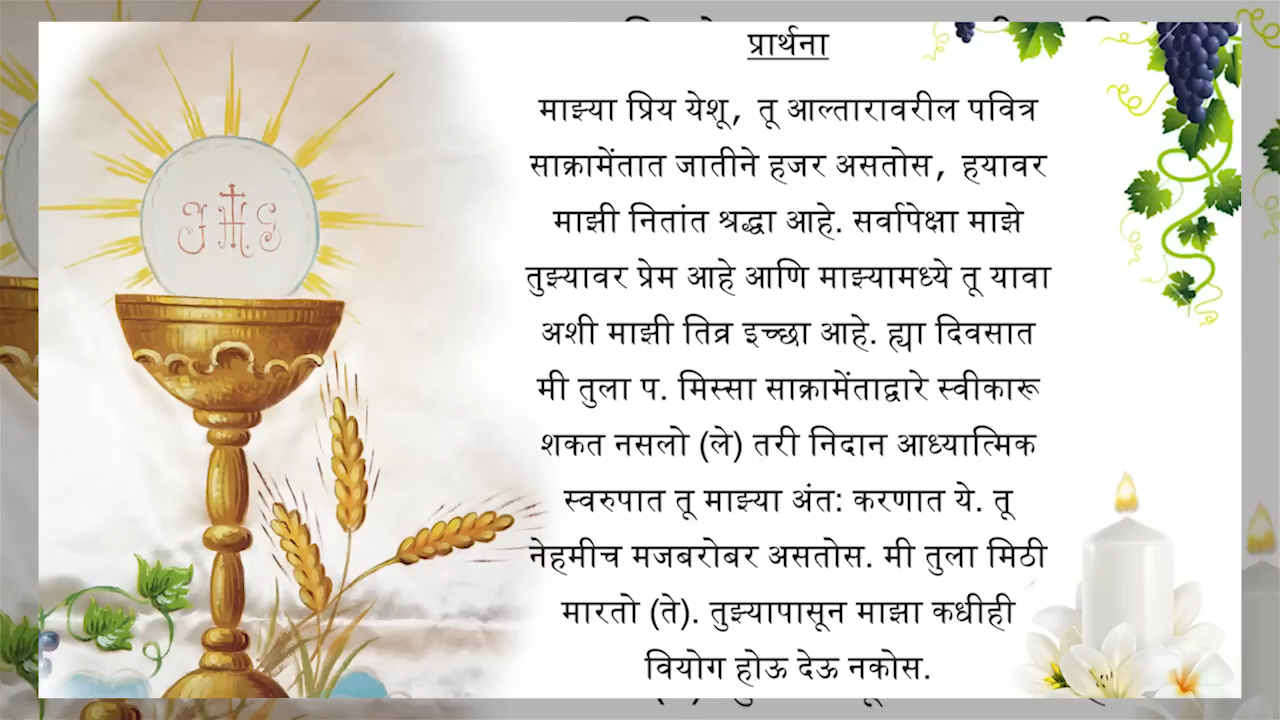 प्रार्थना
माझ्या प्रिय येशू, तू आल्तारावरील पवित्र
साक्रामेंतात जातीने हजर असतोस, हयावर
माझी नितांत श्रद्धा आहे. सर्वापेक्षा माझे
तुझ्यावर प्रेम आहे आणि माझ्यामध्ये तू यावा
अशी माझी तिव्र इच्छा आहे. ह्या दिवसात
मी तुला प. मिस्सा साक्रामेंताद्वारे स्वीकारू
शकत नसलो (ले) तरी निदान आध्यात्मिक
स्वरुपात तू माझ्या अंत: करणात ये. तू
नेहमीच मजबरोबर असतोस. मी तुला मिठी
मारतो (ते). तुझ्यापासून माझा कधीही
वियोग होऊ देऊ नकोस.
JHS